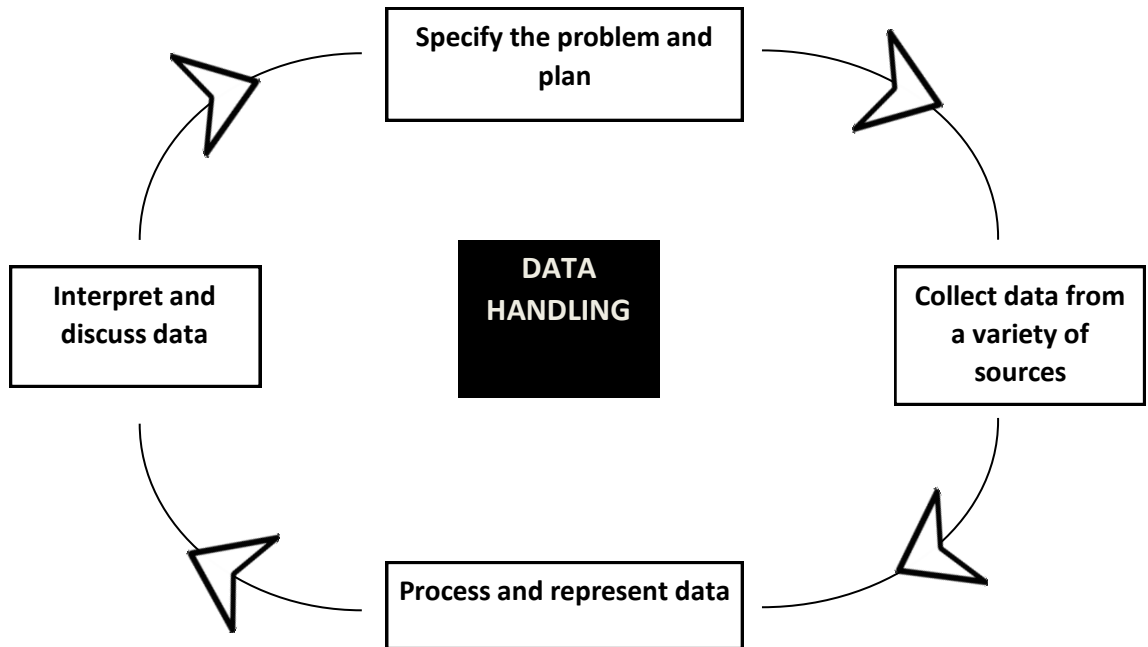 Specify the problem and
plan
DATA
HANDLING
Interpret and
discuss data
Collect data from
a variety of
sources
Process and represent data